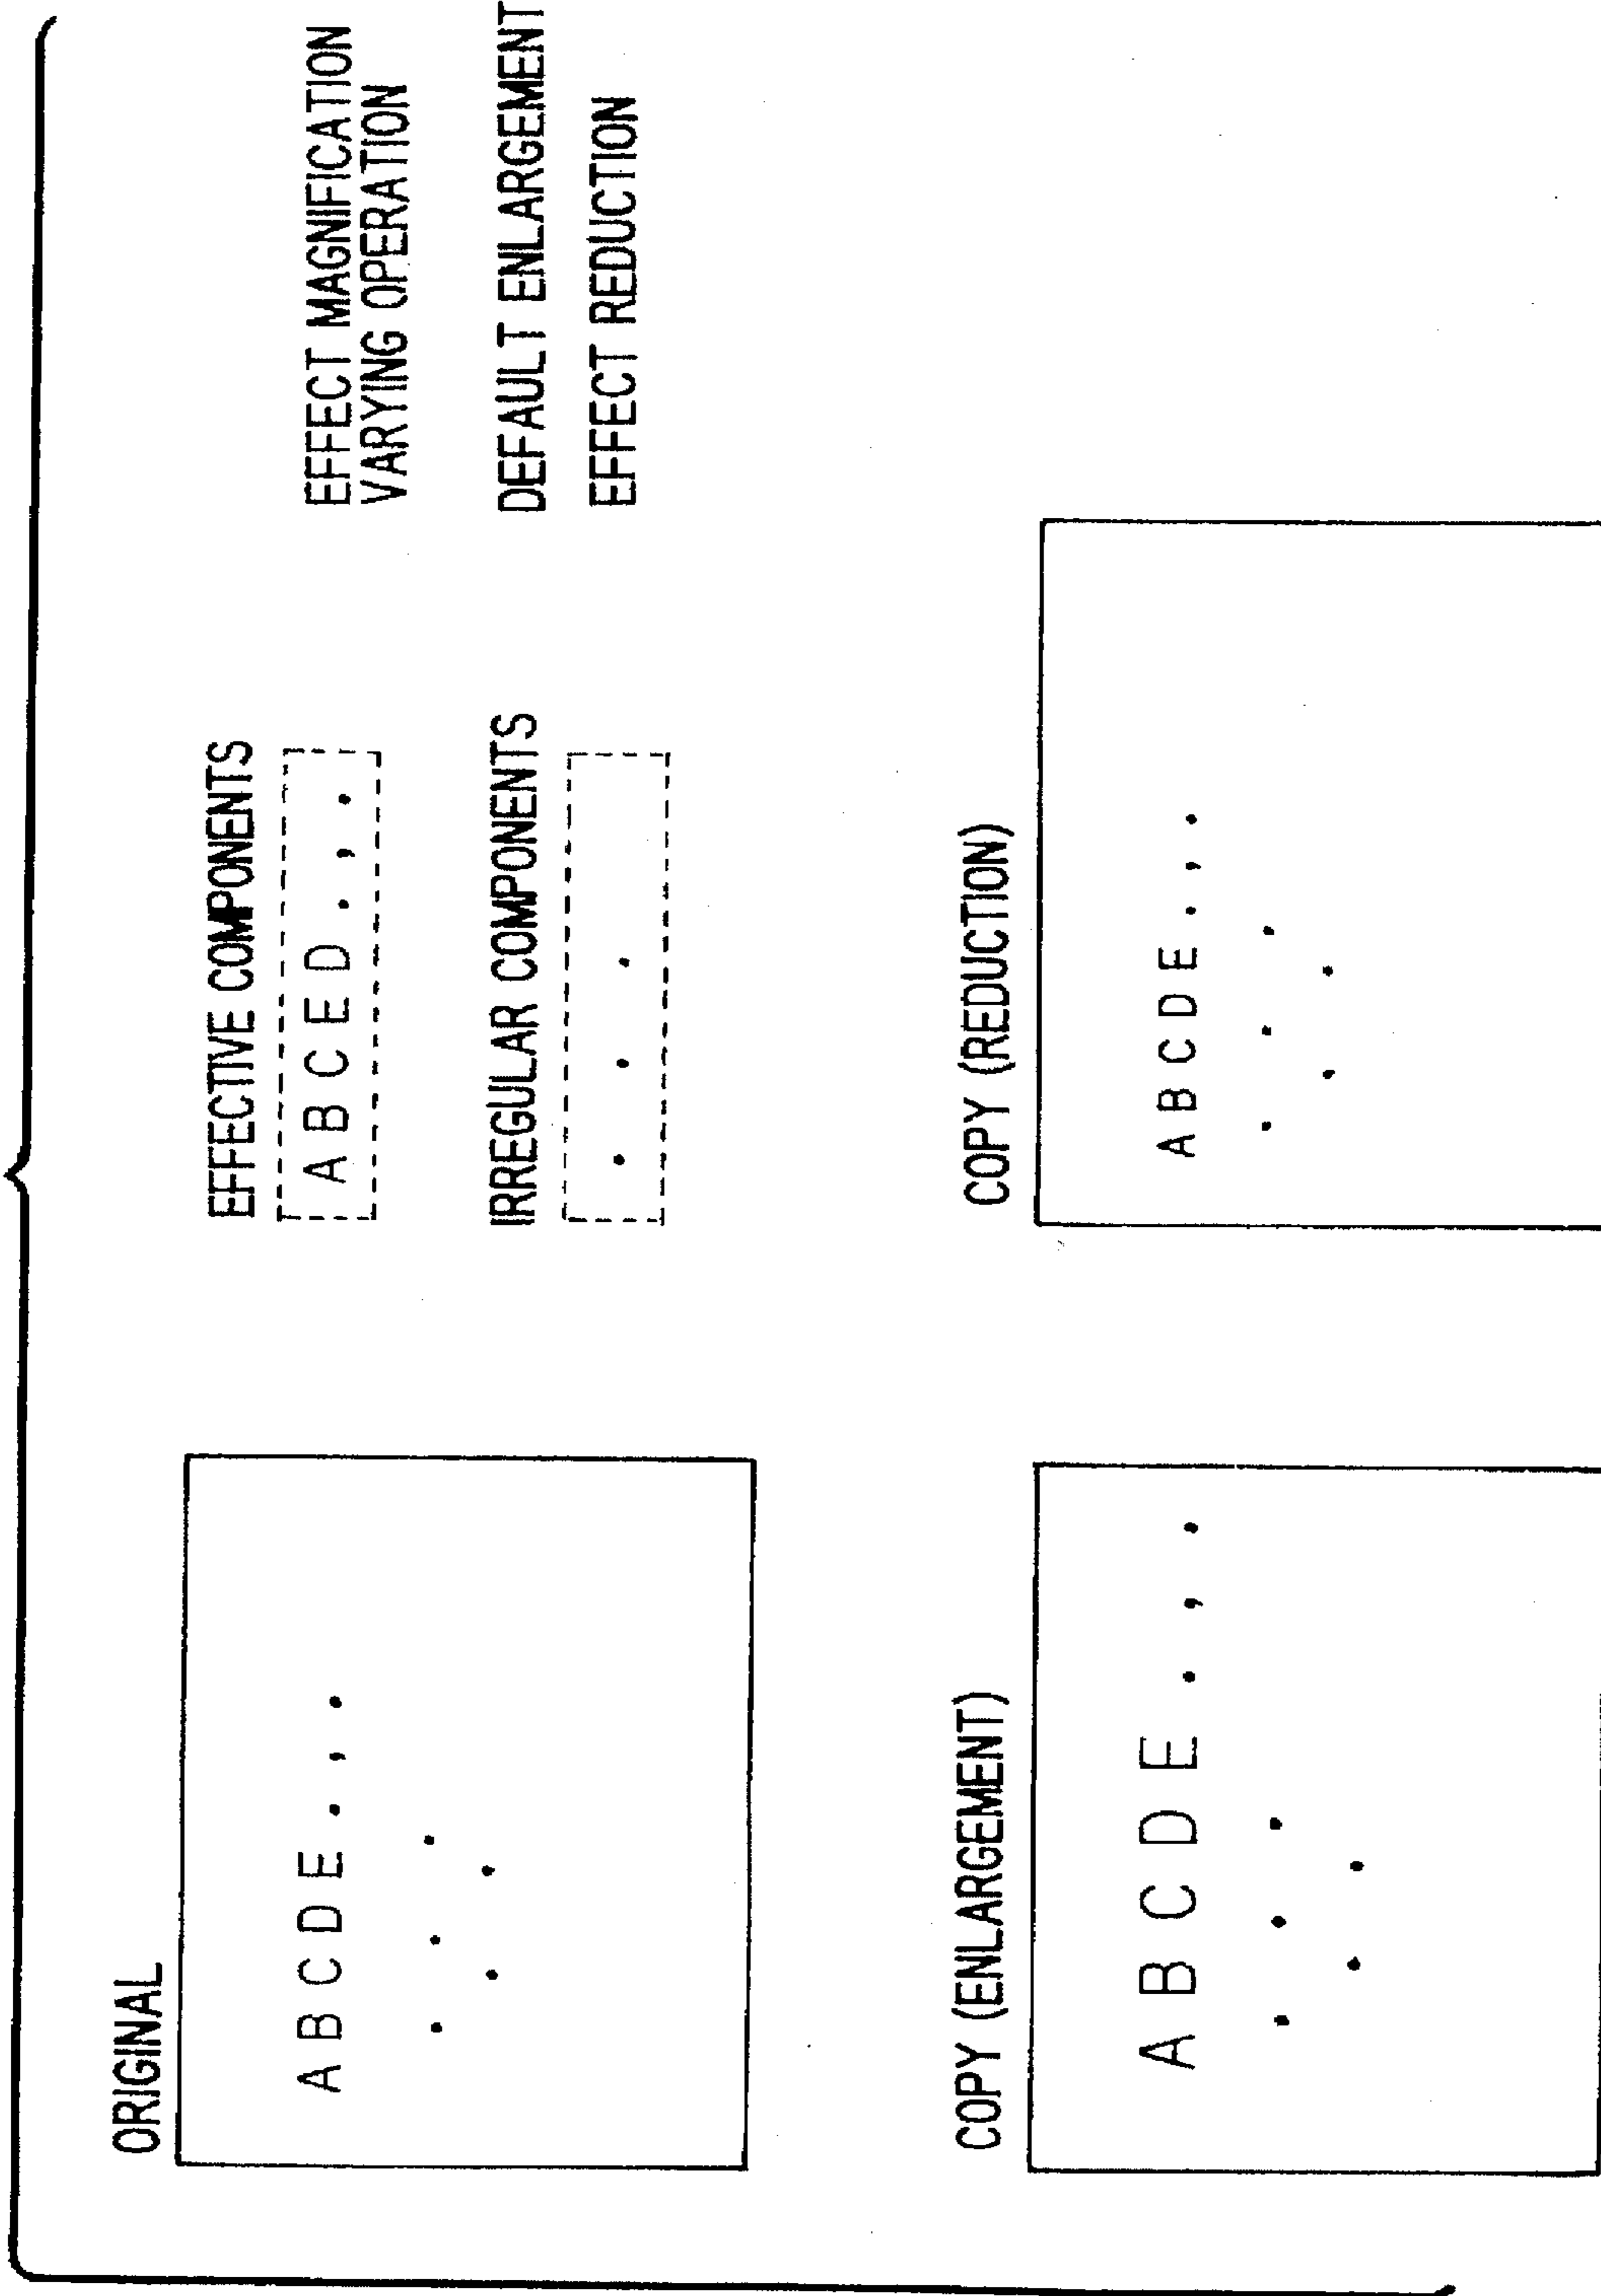 ORIGINAL
A B C D E . , .
EFFECTIVE COMPONENTS
A B C E D . , .
EFFECT MAGNIFICATION
VARYING OPERATION
IRREGULAR COMPONENTS
DEFAULT ENLARGEMENT
EFFECT REDUCTION
COPY (ENLARGEMENT)
A B C D E . , .
COPY (REDUCTION)
A B C D E . , .